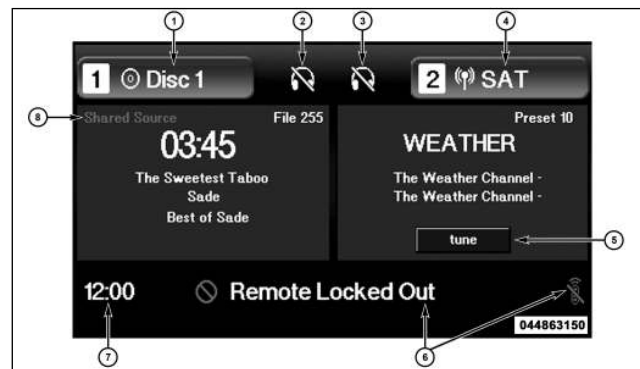 1 2 3 4
1 Disc 1 2 SAT
8 Shared Source File 255 Preset 10
03:45 WEATHER
The Sweetest Taboo The Weather Channel -
Sade The Weather Channel -
Best of Sade
tune 5
12:00 Remote Locked Out
044863150
7 6